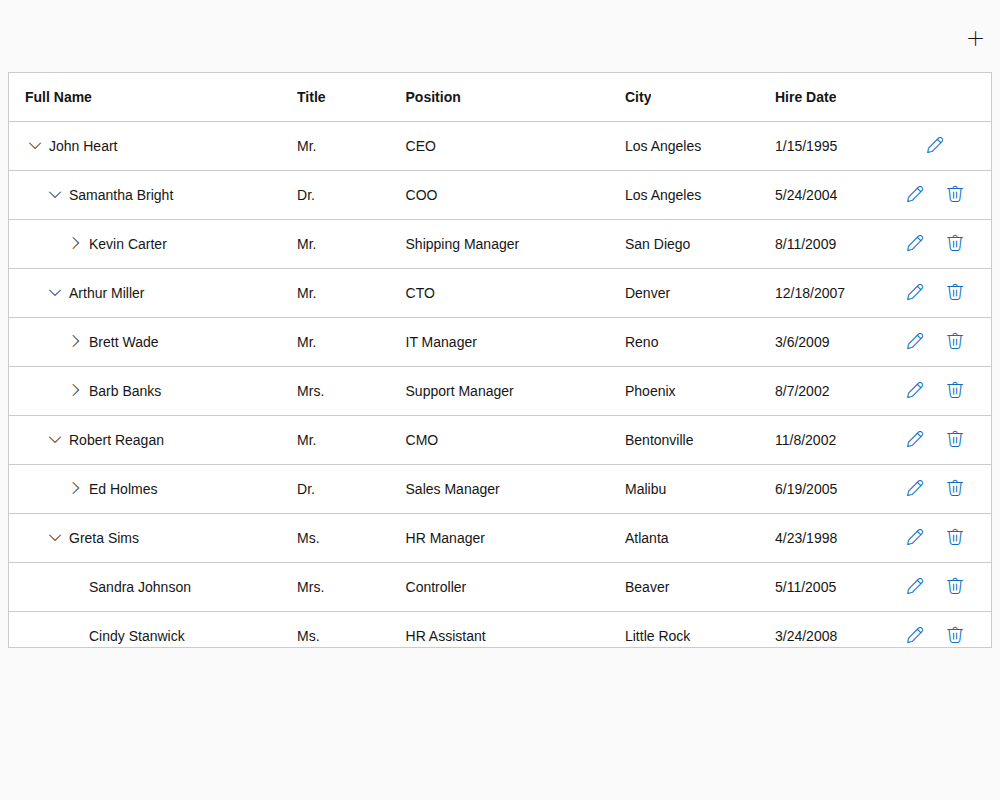 Full Name Title Position City Hire Date
John Heart Mr. CEO Los Angeles 1/15/1995
Samantha Bright Dr. COO Los Angeles 5/24/2004
Kevin Carter Mr. Shipping Manager San Diego 8/11/2009
Arthur Miller Mr. CTO Denver 12/18/2007
Brett Wade Mr. IT Manager Reno 3/6/2009
Barb Banks Mrs. Support Manager Phoenix 8/7/2002
Robert Reagan Mr. CMO Bentonville 11/8/2002
Ed Holmes Dr. Sales Manager Malibu 6/19/2005
Greta Sims Ms. HR Manager Atlanta 4/23/1998
Sandra Johnson Mrs. Controller Beaver 5/11/2005
Cindy Stanwick Ms. HR Assistant Little Rock 3/24/2008